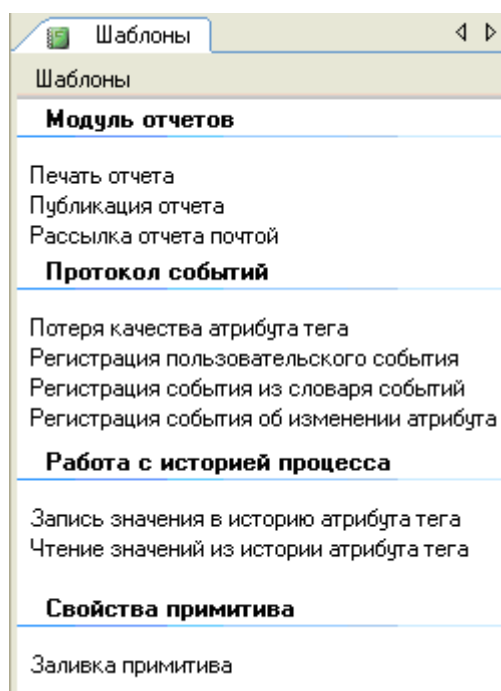 Шаблоны
Шаблоны
Модуль отчетов
Печать отчета
Публикация отчета
Рассылка отчета почтой
Протокол событий
Потеря качества атрибута тега
Регистрация пользовательского события
Регистрация события из словаря событий
Регистрация события об изменении атрибута
Работа с историей процесса
Запись значения в историю атрибута тега
Чтение значений из истории атрибута тега
Свойства примитива
Заливка примитива